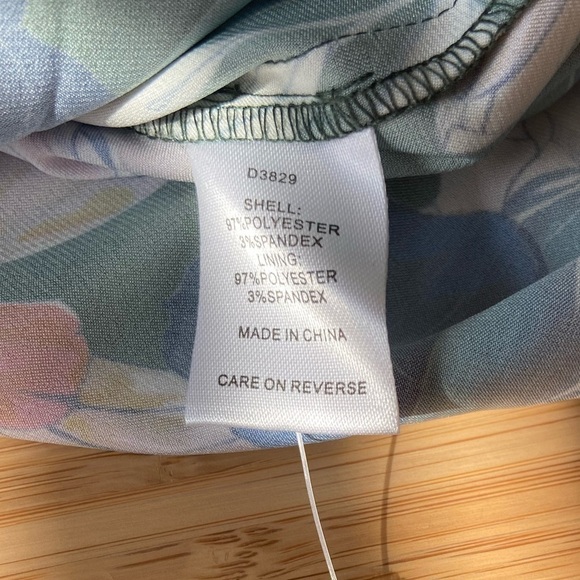 D3829
SHELL:
97%POLYESTER
3%SPANDEX
LINING:
97%POLYESTER
3%SPANDEX
MADE IN CHINA
CARE ON REVERSE